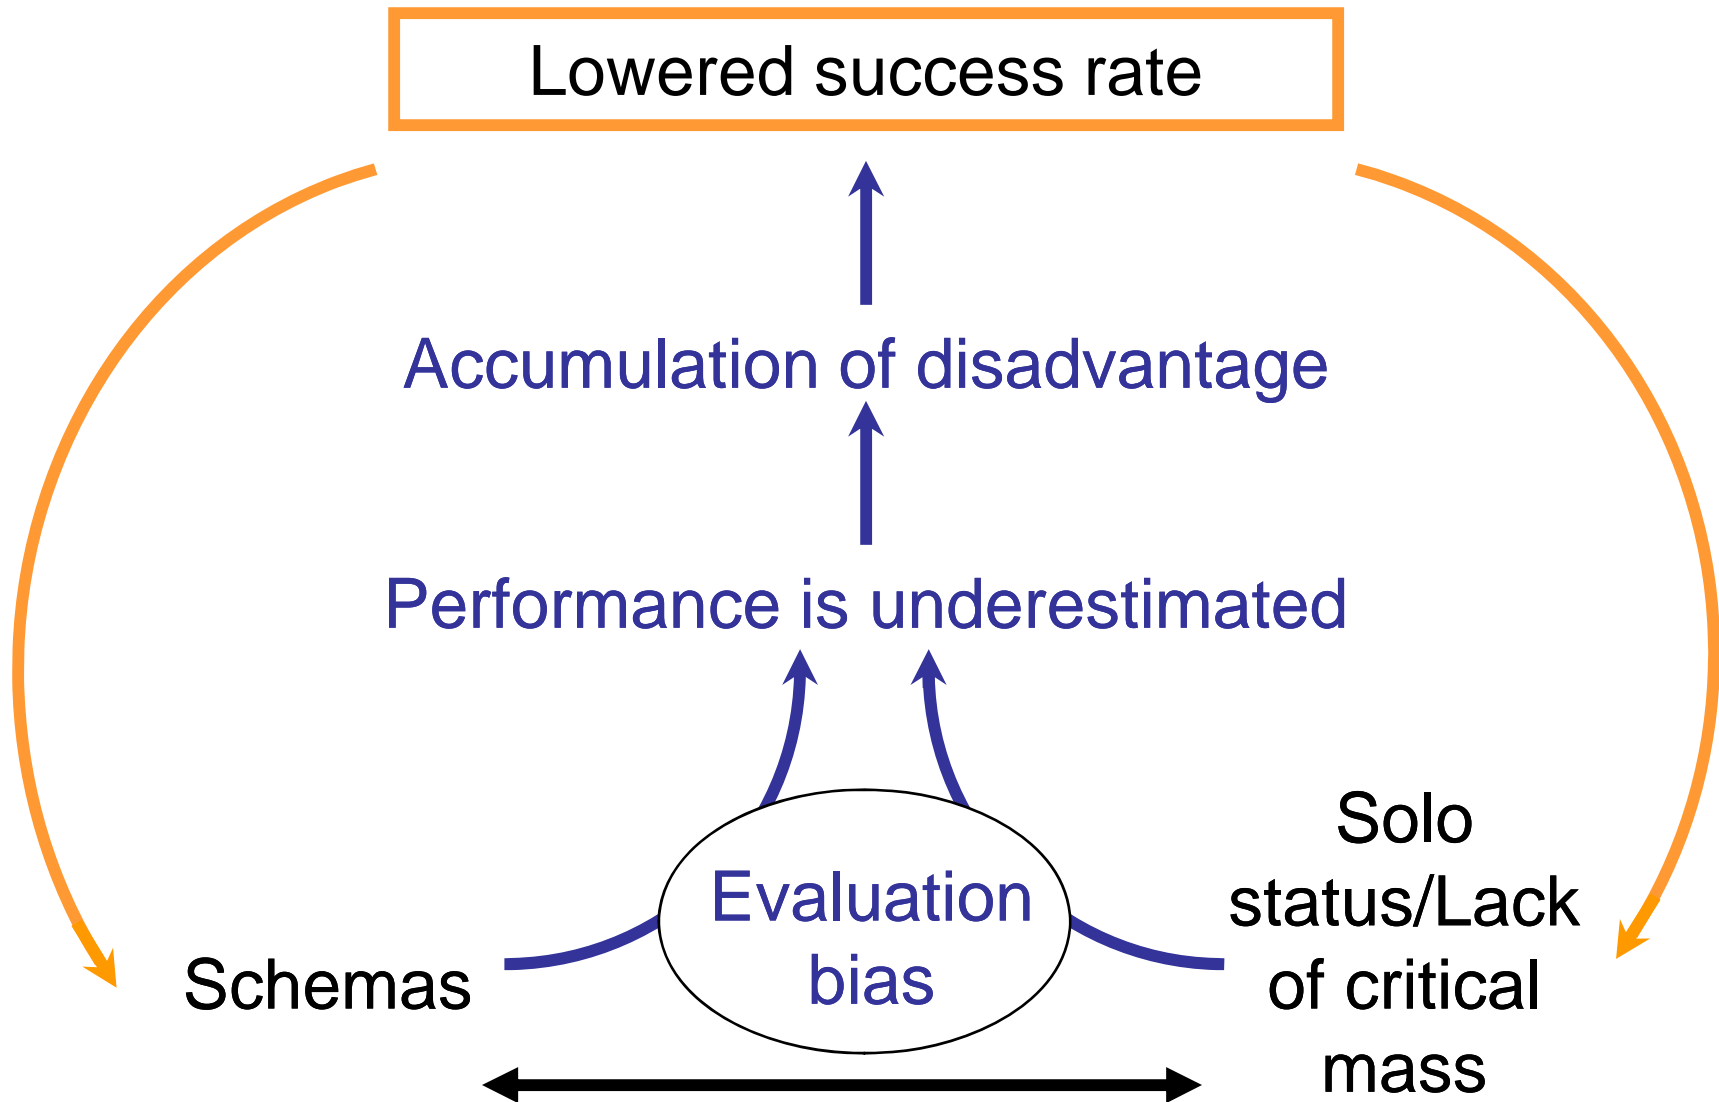 Lowered success rate
Accumulation of disadvantage
Performance is underestimated
Evaluation
bias
Schemas
Solo
status/Lack
of critical
mass